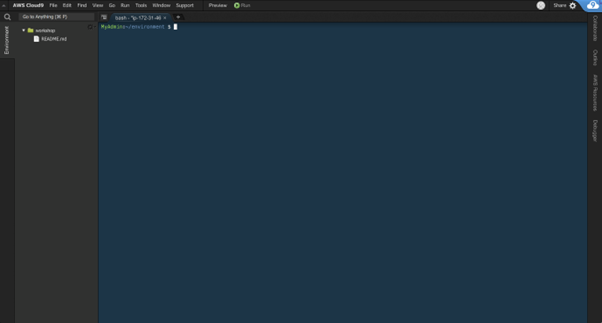 AWS Cloud9 File Edit Find View Go Run Tools Window Support Preview Run Share
Go to Anything (⌘ P)
bash - "ip-172-31-46
MyAdmin:~/environment $
workshop
README.md
Environment
Collaborate
Outline
AWS Resources
Debugger